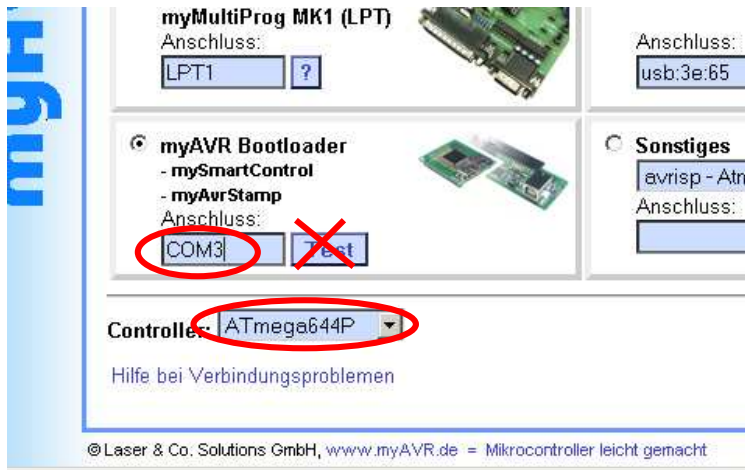 myMultiProg MK1 (LPT)
Anschluss:
LPT1
?
Anschluss:
usb:3e:65
myAVR Bootloader
- mySmartControl
- myAvrStamp
Anschluss:
COM3
Test
Sonstiges
avrisp - Atm
Anschluss:
Controller: ATmega644P
Hilfe bei Verbindungsproblemen
© Laser & Co. Solutions GmbH, www.myAVR.de = Mikrocontroller leicht gemacht